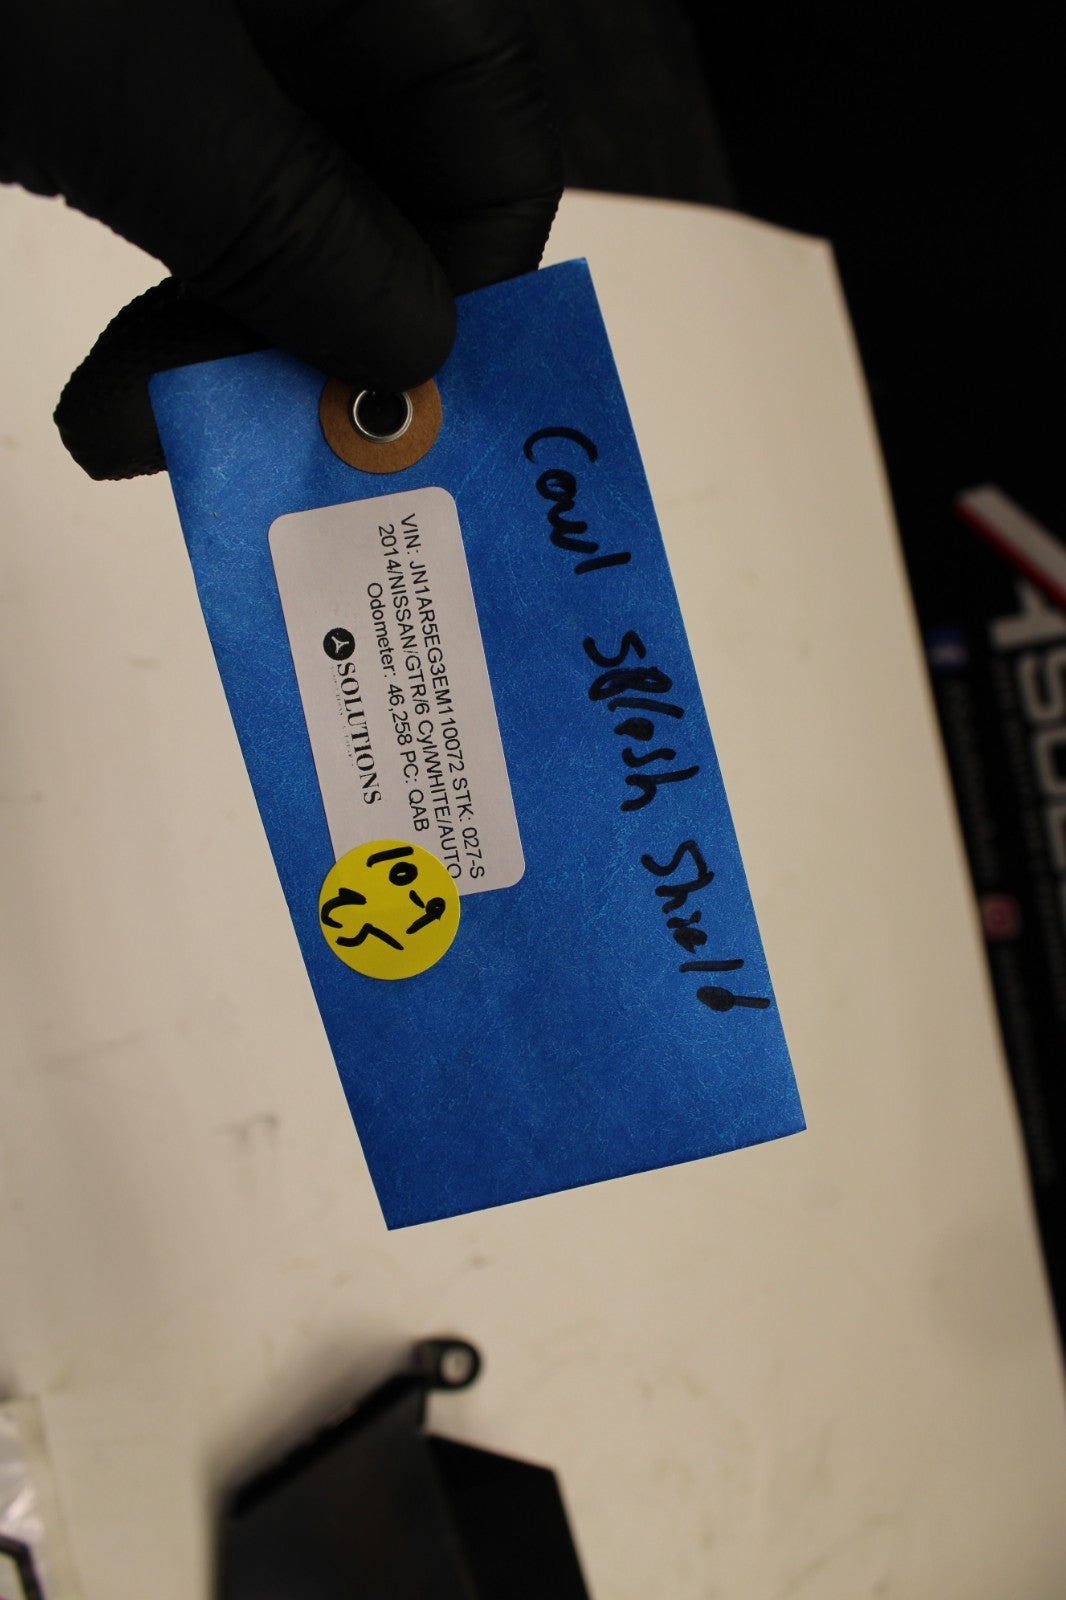 Cowl Splash Shield
VIN: JN1AR5EG3EM110072 STK: 027-S
2014/NISSAN/GTR/6 Cyl/WHITE/AUTO
Odometer: 46,258 PC: QAB
SOLUTIONS
10-9
25